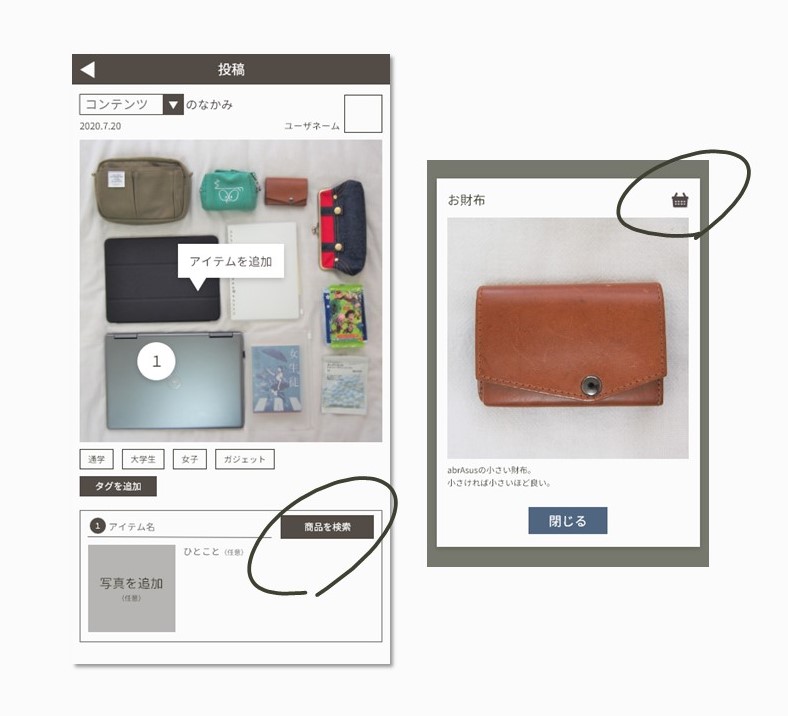 投稿
コンテンツ のなかみ
2020.7.20 ユーザネーム
アイテムを追加
1
女生徒
通学 大学生 女子 ガジェット
タグを追加
1 アイテム名 商品を検索
ひとこと (任意)
写真を追加
(任意)
お財布
abrAsusの小さい財布。
小さければ小さいほど良い。
閉じる